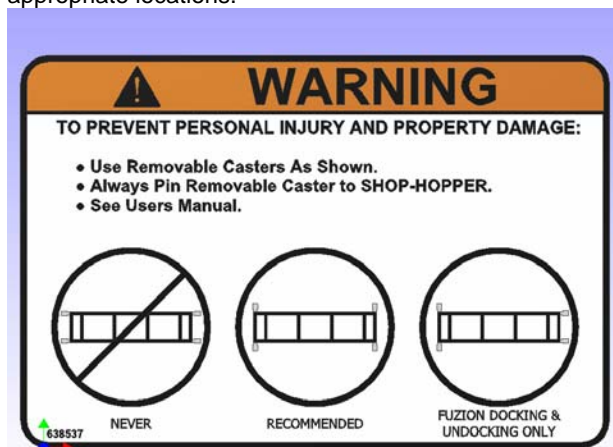 appropriate locations.
WARNING
TO PREVENT PERSONAL INJURY AND PROPERTY DAMAGE:
• Use Removable Casters As Shown.
• Always Pin Removable Caster to SHOP-HOPPER.
• See Users Manual.
NEVER
RECOMMENDED
FUZION DOCKING &
UNDOCKING ONLY
638537